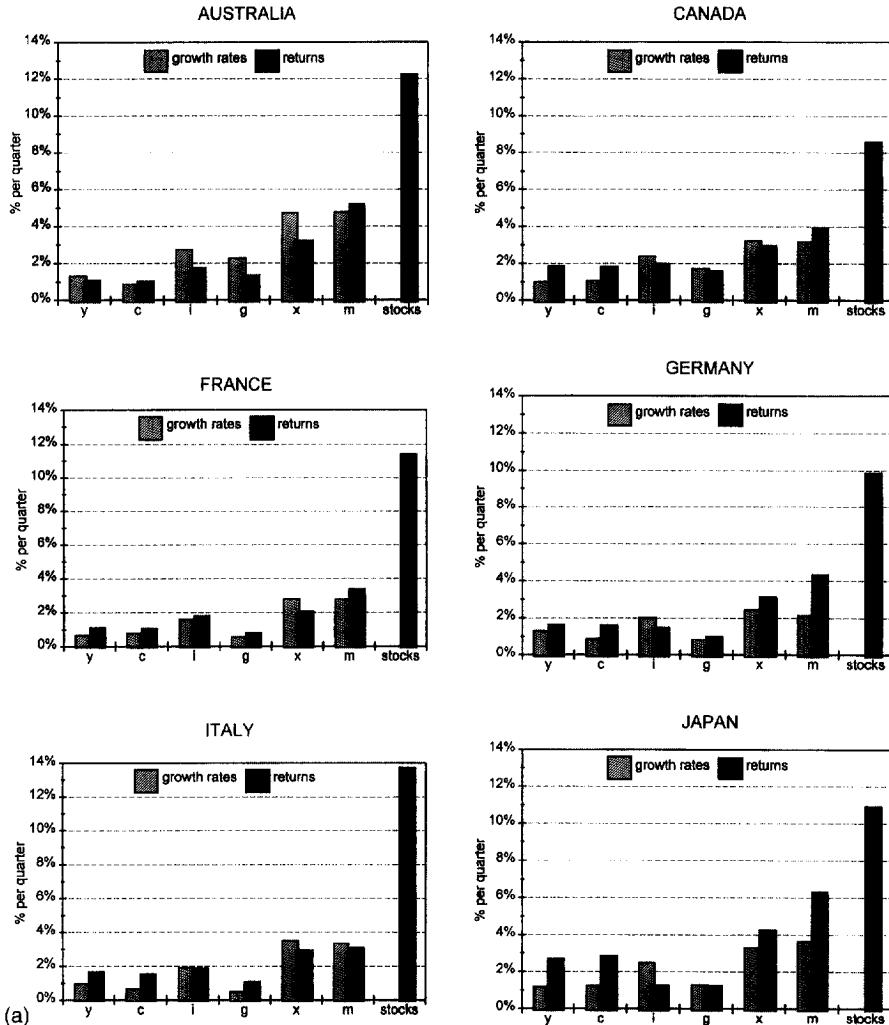 AUSTRALIA
14%
12%
10%
8%
6%
4%
2%
0%
% per quarter
growth rates returns
y c i g x m stocks
CANADA
14%
12%
10%
8%
6%
4%
2%
0%
% per quarter
growth rates returns
y c i g x m stocks
FRANCE
14%
12%
10%
8%
6%
4%
2%
0%
% per quarter
growth rates returns
y c i g x m stocks
GERMANY
14%
12%
10%
8%
6%
4%
2%
0%
% per quarter
growth rates returns
y c i g x m stocks
ITALY
14%
12%
10%
8%
6%
4%
2%
0%
% per quarter
growth rates returns
y c i g x m stocks
JAPAN
14%
12%
10%
8%
6%
4%
2%
0%
% per quarter
growth rates returns
y c i g x m stocks
(a)